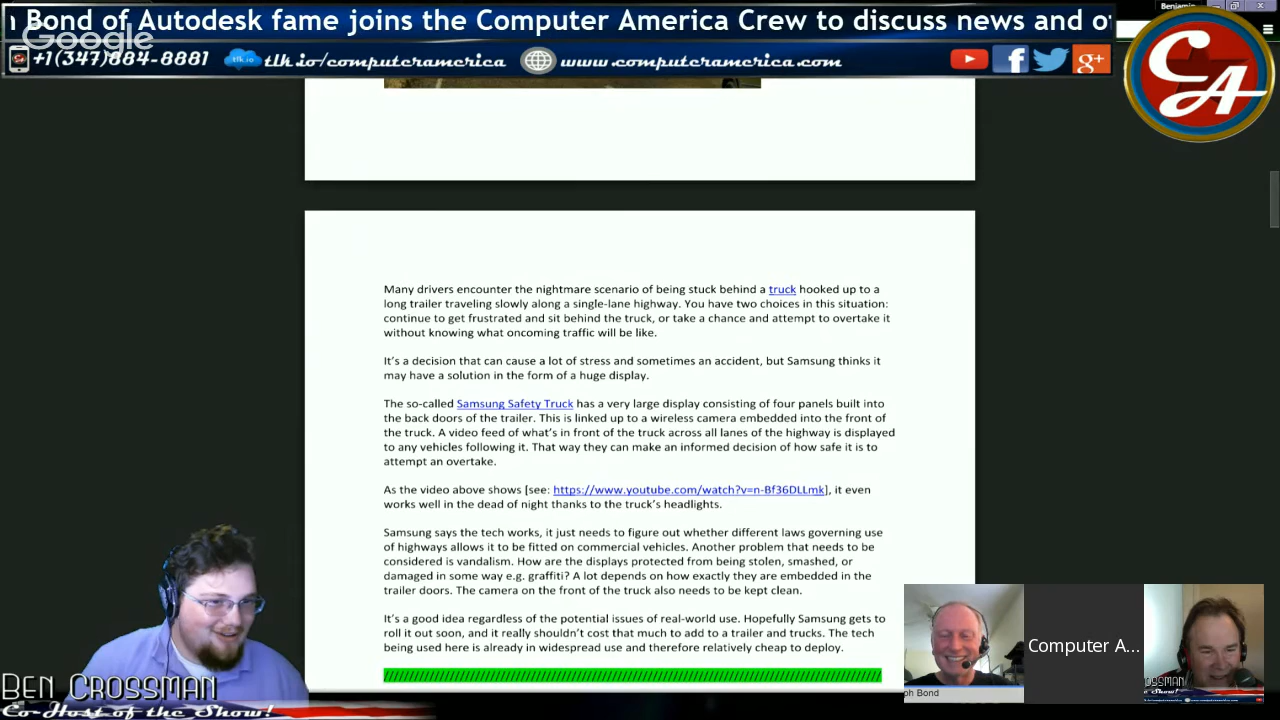 Bond of Autodesk fame joins the Computer America Crew to discuss news and
Benjamin
Google
+1(347)884-8881
tlk.io/computeramerica
www.computeramerica.com
g+
CA
Many drivers encounter the nightmare scenario of being stuck behind a truck hooked up to a
long trailer traveling slowly along a single-lane highway. You have two choices in this situation:
continue to get frustrated and sit behind the truck, or take a chance and attempt to overtake it
without knowing what oncoming traffic will be like.
It's a decision that can cause a lot of stress and sometimes an accident, but Samsung thinks it
may have a solution in the form of a huge display.
The so-called Samsung Safety Truck has a very large display consisting of four panels built into
the back doors of the trailer. This is linked up to a wireless camera embedded into the front of
the truck. A video feed of what's in front of the truck across all lanes of the highway is displayed
to any vehicles following it. That way they can make an informed decision of how safe it is to
attempt an overtake.
As the video above shows [see: https://www.youtube.com/watch?v=n-Bf36DLLmk], it even
works well in the dead of night thanks to the truck's headlights.
Samsung says the tech works, it just needs to figure out whether different laws governing use
of highways allows it to be fitted on commercial vehicles. Another problem that needs to be
considered is vandalism. How are the displays protected from being stolen, smashed, or
damaged in some way e.g. graffiti? A lot depends on how exactly they are embedded in the
trailer doors. The camera on the front of the truck also needs to be kept clean.
It's a good idea regardless of the potential issues of real-world use. Hopefully Samsung gets to
roll it out soon, and it really shouldn't cost that much to add to a trailer and trucks. The tech
being used here is already in widespread use and therefore relatively cheap to deploy.
BEN CROSSMAN
Co-Host of the Show!
ph Bond
Computer A...